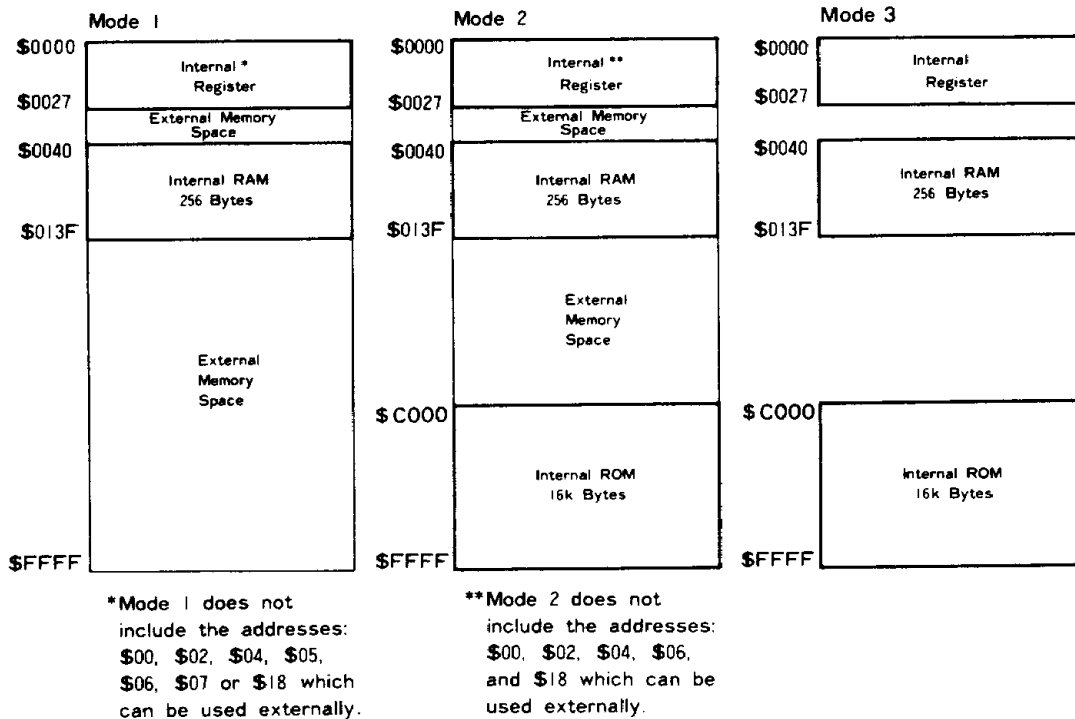 Mode 1
$0000
Internal *
Register
$0027
External Memory
Space
$0040
Internal RAM
256 Bytes
$013F
External
Memory
Space
$FFFF
*Mode 1 does not
include the addresses:
$00, $02, $04, $05,
$06, $07 or $18 which
can be used externally.
Mode 2
$0000
Internal **
Register
$0027
External Memory
Space
$0040
Internal RAM
256 Bytes
$013F
External
Memory
Space
$C000
Internal ROM
16k Bytes
$FFFF
**Mode 2 does not
include the addresses:
$00, $02, $04, $06,
and $18 which can be
used externally.
Mode 3
$0000
Internal
Register
$0027
$0040
Internal RAM
256 Bytes
$013F
$C000
Internal ROM
16k Bytes
$FFFF